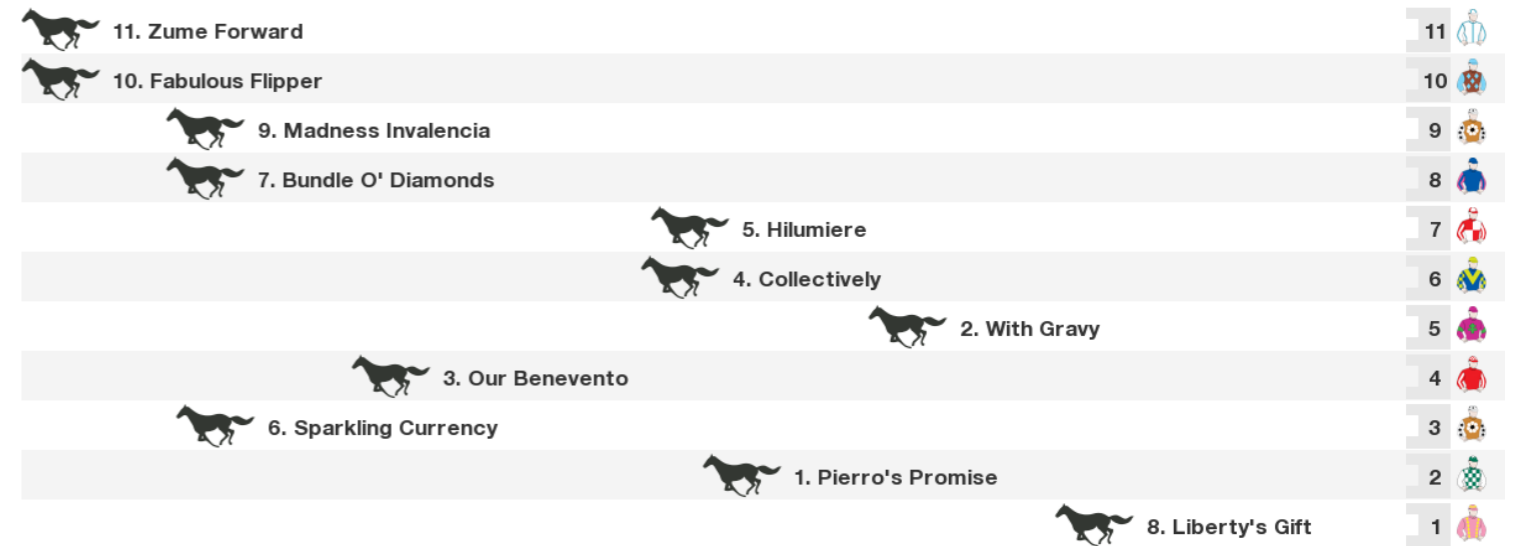 11. Zume Forward 11
10. Fabulous Flipper 10
9. Madness Invalencia 9
7. Bundle O' Diamonds 8
5. Hilumiere 7
4. Collectively 6
2. With Gravy 5
3. Our Benevento 4
6. Sparkling Currency 3
1. Pierro's Promise 2
8. Liberty's Gift 1